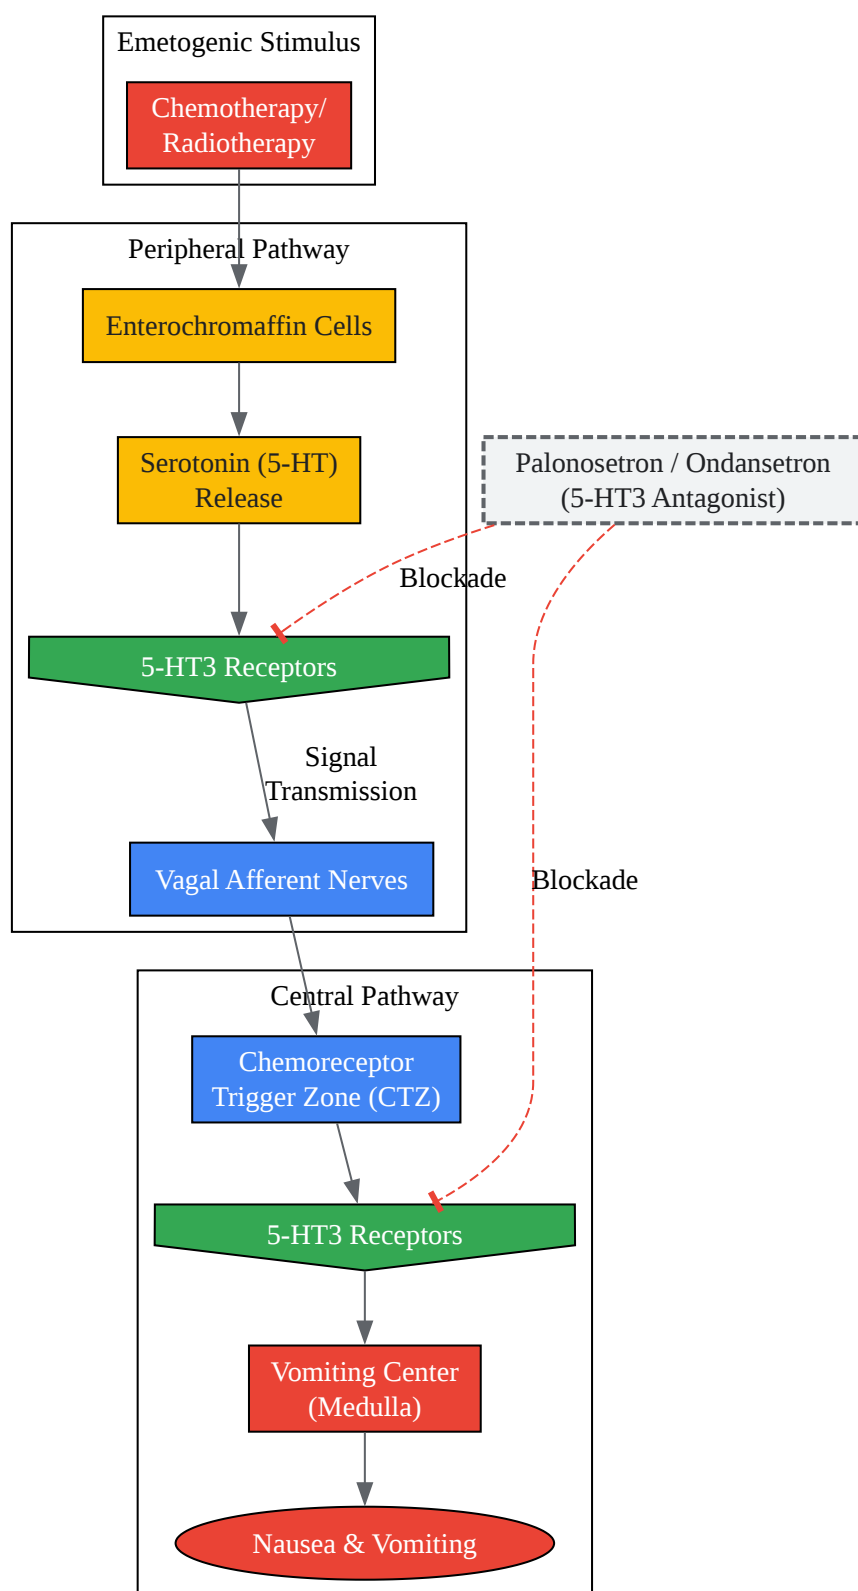 Emetogenic Stimulus
Chemotherapy/
Radiotherapy
Peripheral Pathway
Enterochromaffin Cells
Serotonin (5-HT)
Release
Palonosetron / Ondansetron
(5-HT3 Antagonist)
Blockade
5-HT3 Receptors
Signal
Transmission
Vagal Afferent Nerves
Blockade
Central Pathway
Chemoreceptor
Trigger Zone (CTZ)
5-HT3 Receptors
Vomiting Center
(Medulla)
Nausea & Vomiting